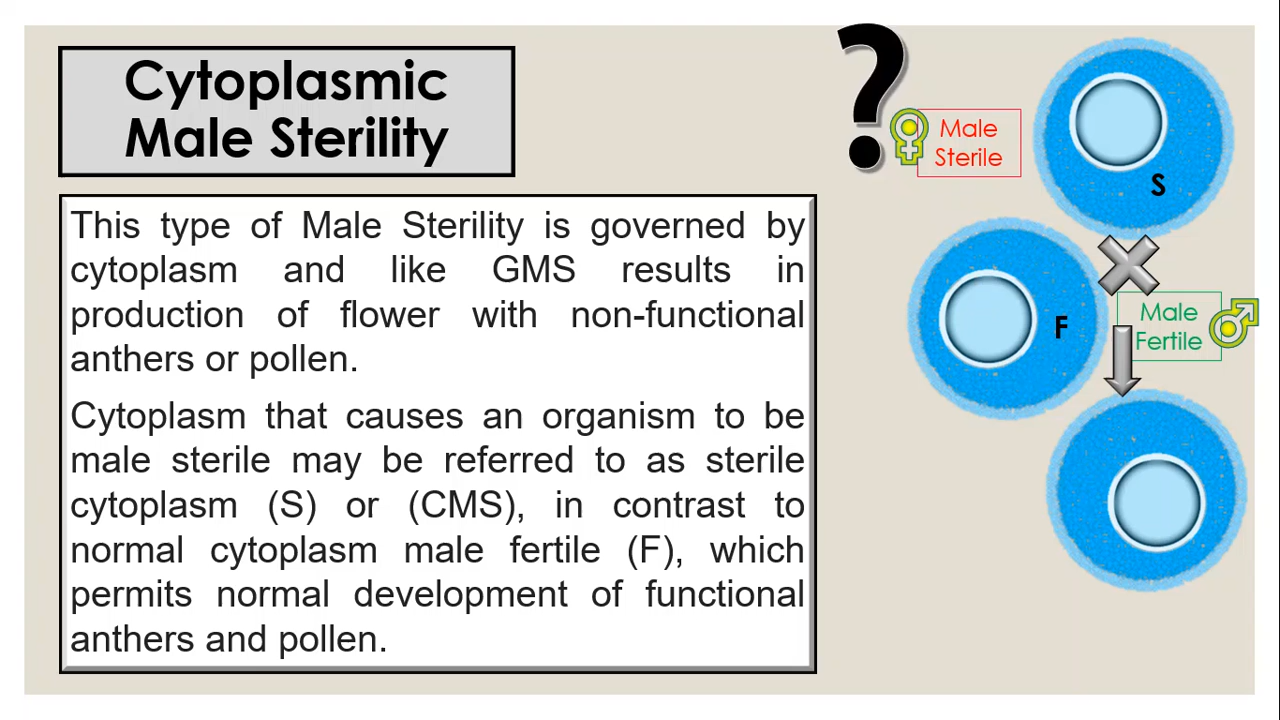 Cytoplasmic
Male Sterility
?
Male
Sterile
S
This type of Male Sterility is governed by
cytoplasm and like GMS results in
production of flower with non-functional
anthers or pollen.
Cytoplasm that causes an organism to be
male sterile may be referred to as sterile
cytoplasm (S) or (CMS), in contrast to
normal cytoplasm male fertile (F), which
permits normal development of functional
anthers and pollen.
F
Male
Fertile